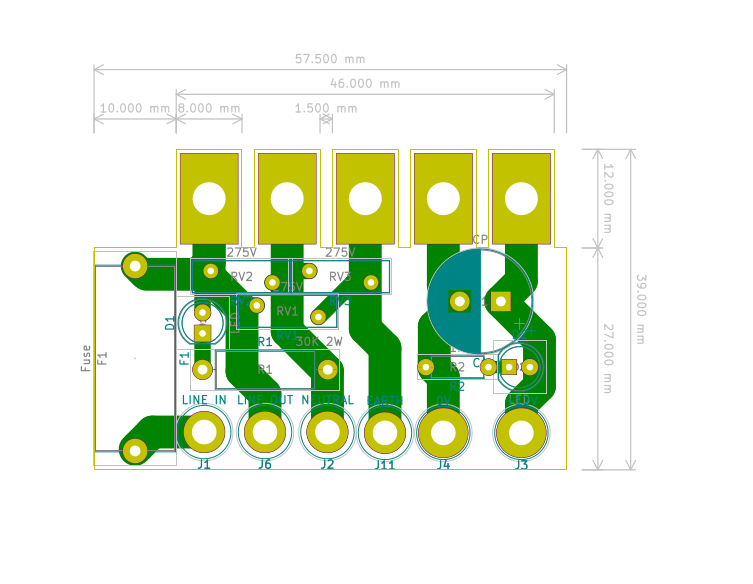 57.500 mm
46.000 mm
10.000 mm
8.000 mm
1.500 mm
12.000 mm
39.000 mm
27.000 mm
CP
275V
275V
RV2
RV3
275V
RV1
D1
LED
R1
30K 2W
F1
Fuse
F1
R1
R2
R2
LINE IN
LINE OUT
NEUTRAL
EARTH
0V
J1
J6
J2
J11
J4
J3